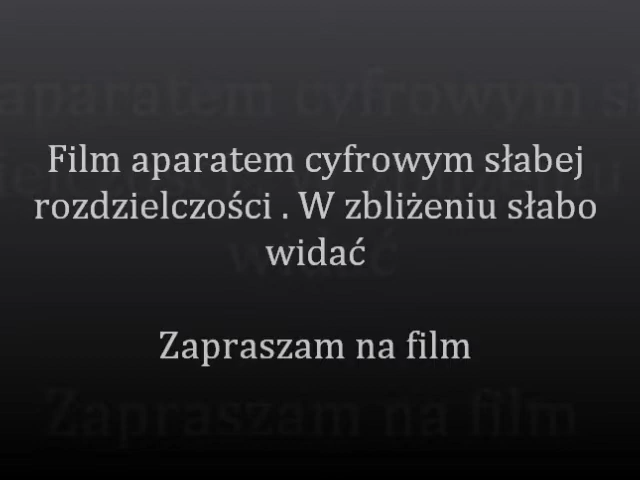 Film aparatem cyfrowym słabej
rozdzielczości . W zbliżeniu słabo
widać
Zapraszam na film